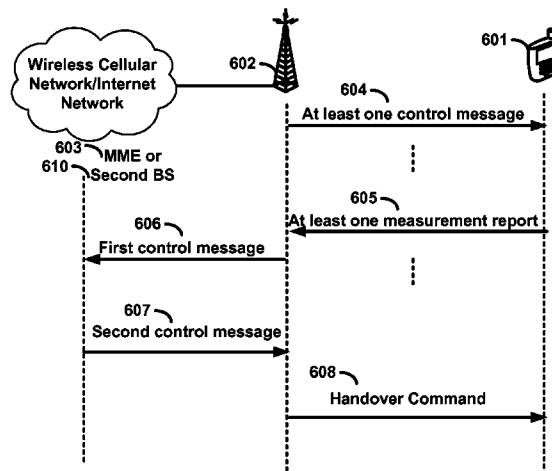 Wireless Cellular
Network/Internet
Network
602
601
604
At least one control message
603
MME or
610
Second BS
605
At least one measurement report
606
First control message
607
Second control message
608
Handover Command